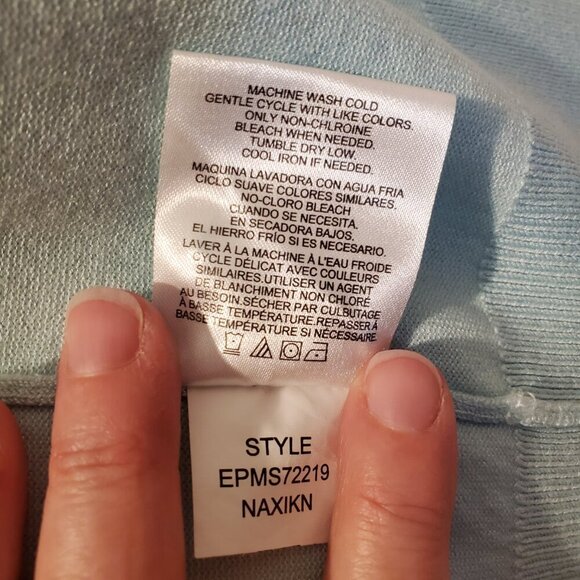 MACHINE WASH COLD
GENTLE CYCLE WITH LIKE COLORS.
ONLY NON-CHLROINE
BLEACH WHEN NEEDED.
TUMBLE DRY LOW.
COOL IRON IF NEEDED.
MAQUINA LAVADORA CON AGUA FRIA
CICLO SUAVE COLORES SIMILARES.
NO-CLORO BLEACH
CUANDO SE NECESITA.
EN SECADORA BAJOS,
EL HIERRO FRÍO SI ES NECESARIO.
LAVER À LA MACHINE À L'EAU FROIDE
CYCLE DÉLICAT AVEC COULEURS
SIMILAIRES.UTILISER UN AGENT
DE BLANCHIMENT NON CHLORÉ
AU BESOIN.SÉCHER PAR CULBUTAGE
À BASSE TEMPÉRATURE.REPASSER À
BASSE TEMPÉRATURE SI NÉCESSAIRE.
STYLE
EPMS72219
NAXIKN